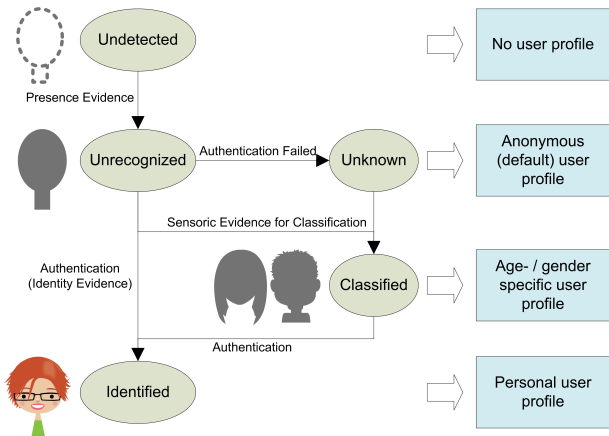 Undetected
No user profile
Presence Evidence
Unrecognized
Authentication Failed
Unknown
Anonymous
(default) user
profile
Sensoric Evidence for Classification
Authentication
(Identity Evidence)
Classified
Age- / gender
specific user
profile
Authentication
Identified
Personal user
profile